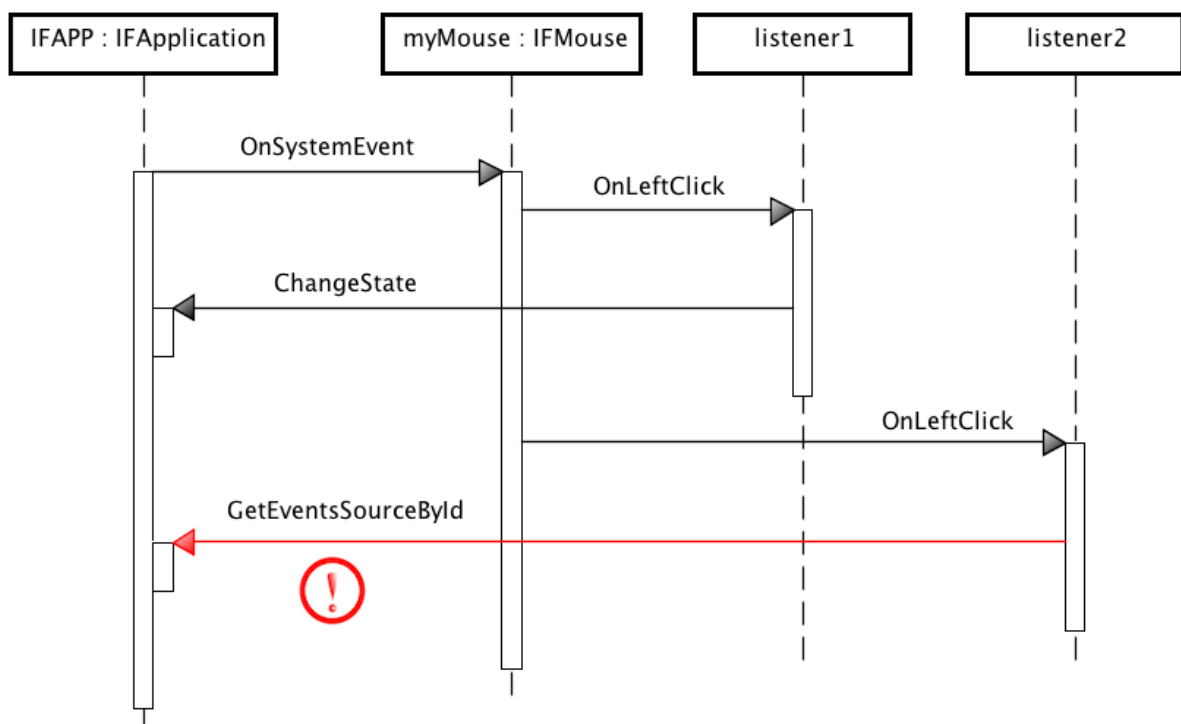 IFAPP : IFApplication
myMouse : IFMouse
listener1
listener2
OnSystemEvent
OnLeftClick
ChangeState
OnLeftClick
GetEventsSourceById
!